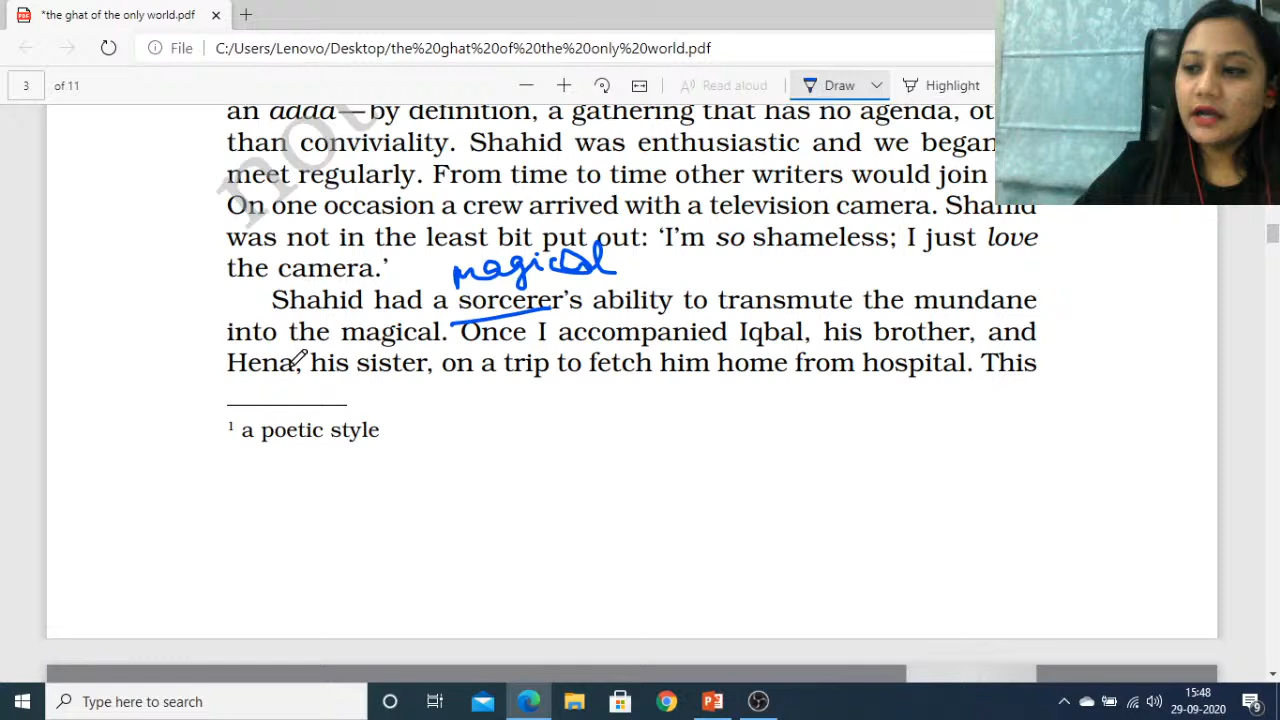 *the ghat of the only world.pdf
File
C:/Users/Lenovo/Desktop/the%20ghat%20of%20the%20only%20world.pdf
3 of 11
Read aloud
Draw
Highlight
an adda—by definition, a gathering that has no agenda, ot
than conviviality. Shahid was enthusiastic and we began
meet regularly. From time to time other writers would join
On one occasion a crew arrived with a television camera. Shahid
was not in the least bit put out: ‘I’m so shameless; I just love
the camera.’
magical
Shahid had a sorcerer’s ability to transmute the mundane
into the magical. Once I accompanied Iqbal, his brother, and
Hena, his sister, on a trip to fetch him home from hospital. This
1 a poetic style
not
Type here to search
15:48
29-09-2020
9